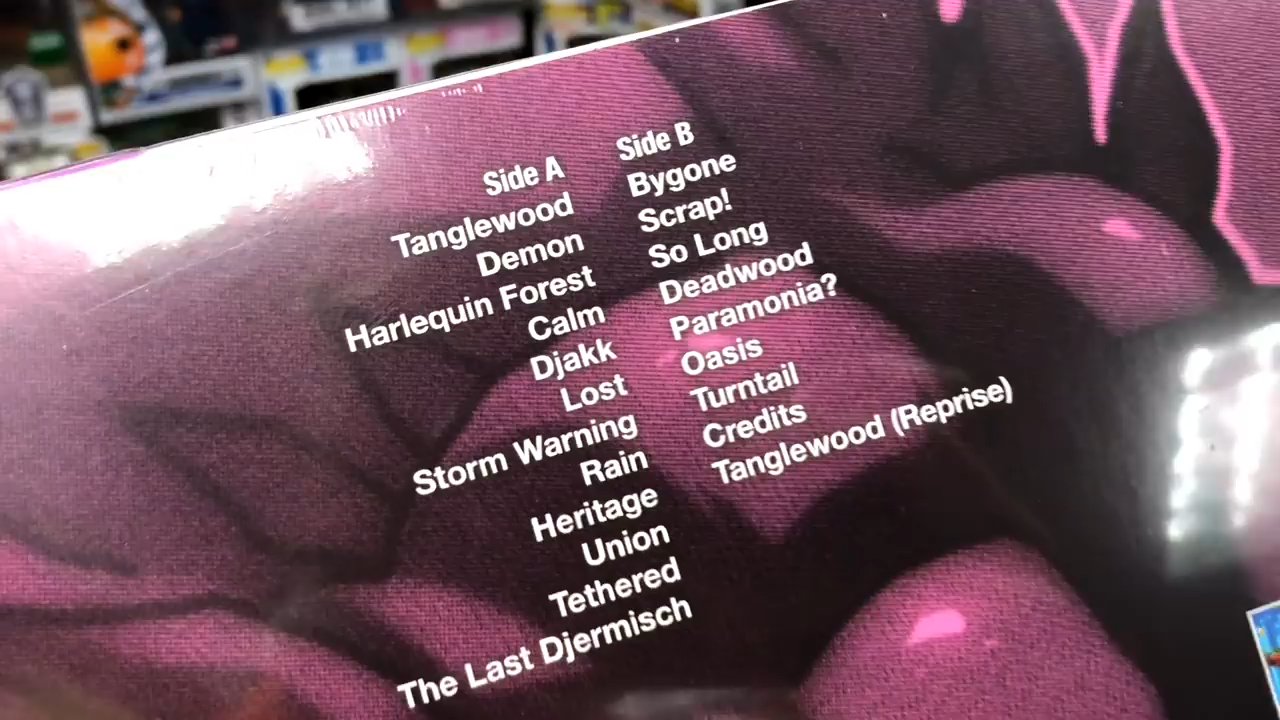 Side A
Tanglewood
Demon
Harlequin Forest
Calm
Djakk
Lost
Storm Warning
Rain
Heritage
Union
Tethered
The Last Djermisch
Side B
Bygone
Scrap!
So Long
Deadwood
Paramonia?
Oasis
Turntail
Credits
Tanglewood (Reprise)